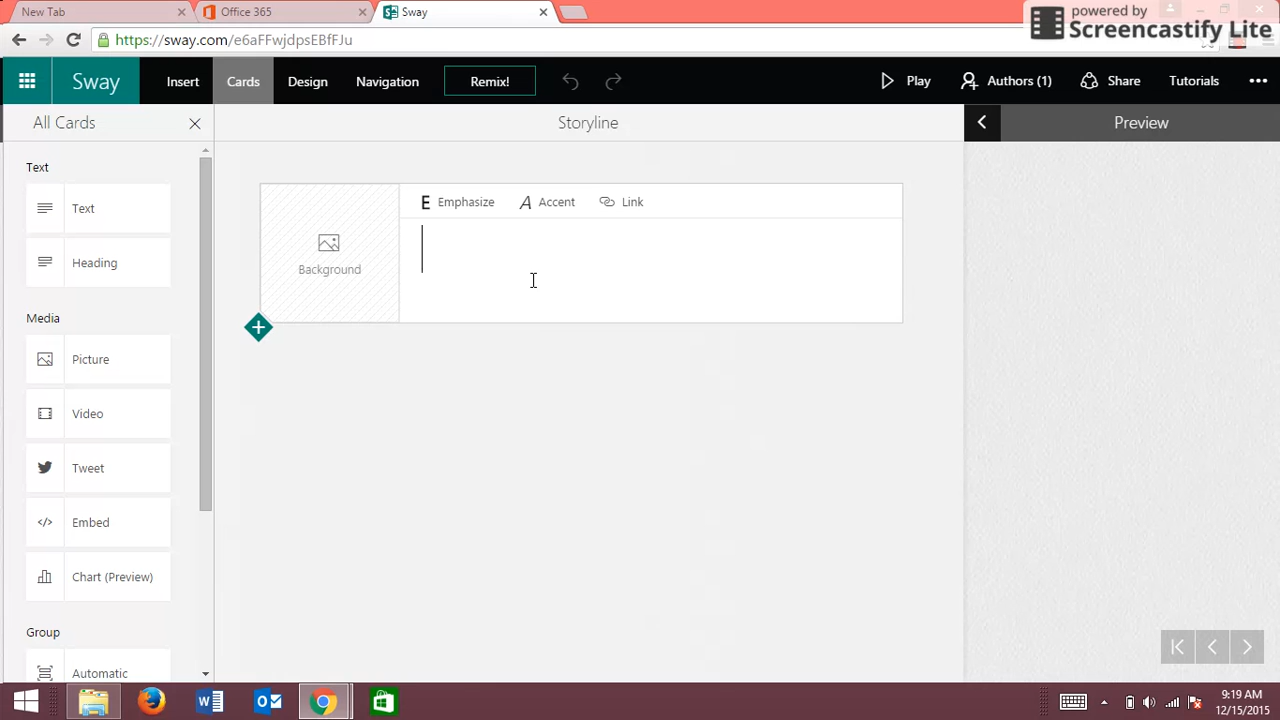 New Tab
Office 365
Sway
powered by
Screencastify Lite
https://sway.com/e6aFFwjdpsEBFFJu
Sway
Insert
Cards
Design
Navigation
Remix!
Play
Authors (1)
Share
Tutorials
All Cards
Storyline
Preview
Text
Text
Heading
Media
Picture
Video
Tweet
Embed
Chart (Preview)
Group
Automatic
E Emphasize
A Accent
Link
Background
9:19 AM
12/15/2015